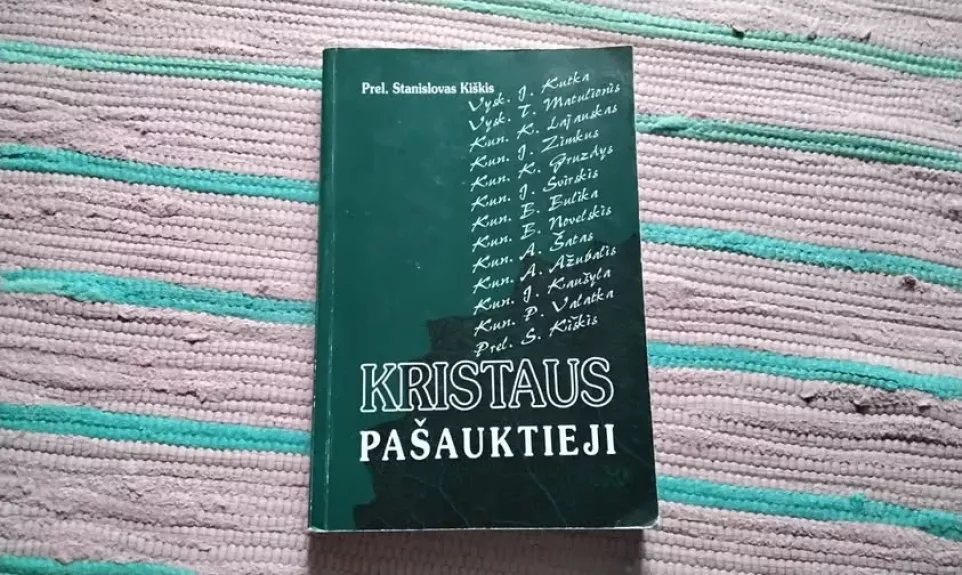 Prel. Stanislovas Kiškis
Vysk. J. Kutka
Vysk. T. Matulionis
Kun. K. Lajauskas
Kun. J. Zimkus
Kun. K. Gruzdys
Kun. J. Svirskis
Kun. E. Eulika
Kun. B. Novelskis
Kun. A. Šatas
Kun. A. Ažubalis
Kun. J. Kaušyla
Kun. P. Valatka
Prel. S. Kiškis
KRISTAUS
PAŠAUKTIEJI